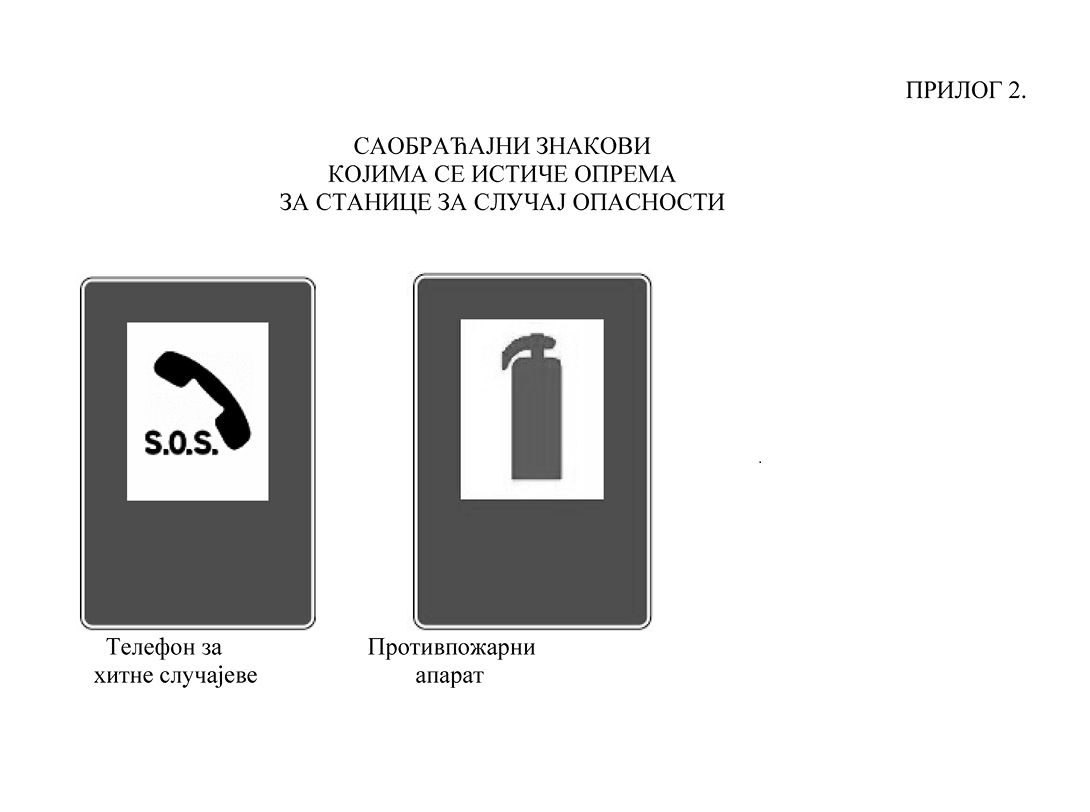 ПРИЛОГ 2.
САОБРАЋАЈНИ ЗНАКОВИ
КОЈИМА СЕ ИСТИЧЕ ОПРЕМА
ЗА СТАНИЦЕ ЗА СЛУЧАЈ ОПАСНОСТИ
S.O.S.
Телефон за
хитне случајеве
Противпожарни
апарат